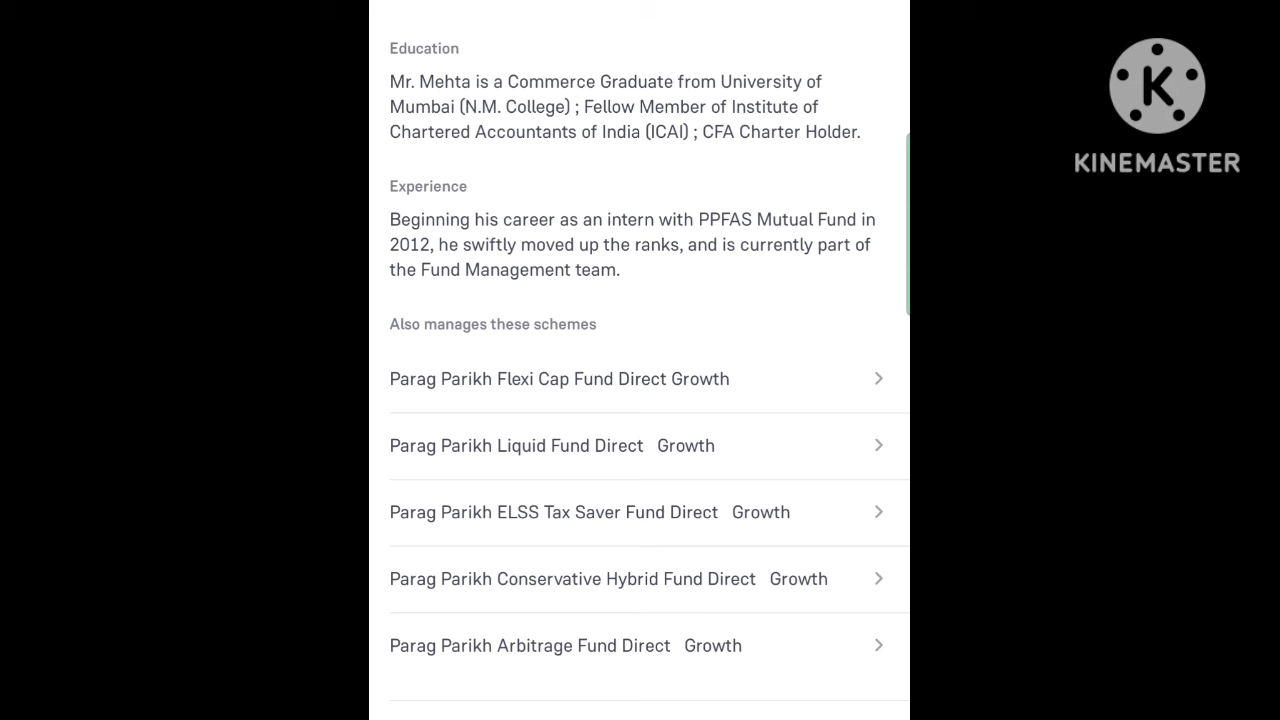 Education
Mr. Mehta is a Commerce Graduate from University of
Mumbai (N.M. College) ; Fellow Member of Institute of
Chartered Accountants of India (ICAI) ; CFA Charter Holder.
Experience
Beginning his career as an intern with PPFAS Mutual Fund in
2012, he swiftly moved up the ranks, and is currently part of
the Fund Management team.
Also manages these schemes
Parag Parikh Flexi Cap Fund Direct Growth
Parag Parikh Liquid Fund Direct Growth
Parag Parikh ELSS Tax Saver Fund Direct Growth
Parag Parikh Conservative Hybrid Fund Direct Growth
Parag Parikh Arbitrage Fund Direct Growth
K
KINEMASTER